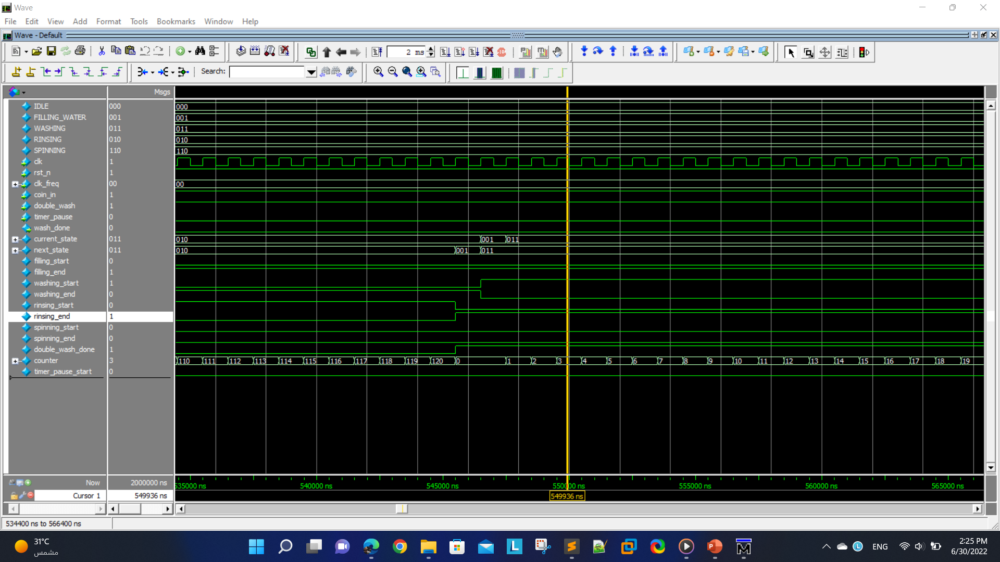 Wave
File Edit View Add Format Tools Bookmarks Window Help
Wave - Default
2 ms
Search:
Msgs
IDLE 000 000
FILLING_WATER 001 001
WASHING 011 011
RINSING 010 010
SPINNING 110 110
clk 1
rst_n 1
clk_freq 00 00
coin_in 1
double_wash 1
timer_pause 0
wash_done 0
current_state 011 010 001 011
next_state 011 010 001 011
filling_start 0
filling_end 1
washing_start 1
washing_end 0
rinsing_start 0
rinsing_end 1
spinning_start 0
spinning_end 0
double_wash_done 1
counter 3 110 111 112 113 114 115 116 117 118 119 120 0 1 2 3 4 5 6 7 8 9 10 11 12 13 14 15 16 17 18 19
timer_pause_start 0
Now 2000000 ns 535000 ns 540000 ns 545000 ns 550000 ns 555000 ns 560000 ns 565000 ns
Cursor 1 549936 ns 549936 ns
534400 ns to 566400 ns
31°C
مشمس
ENG
2:25 PM
6/30/2022